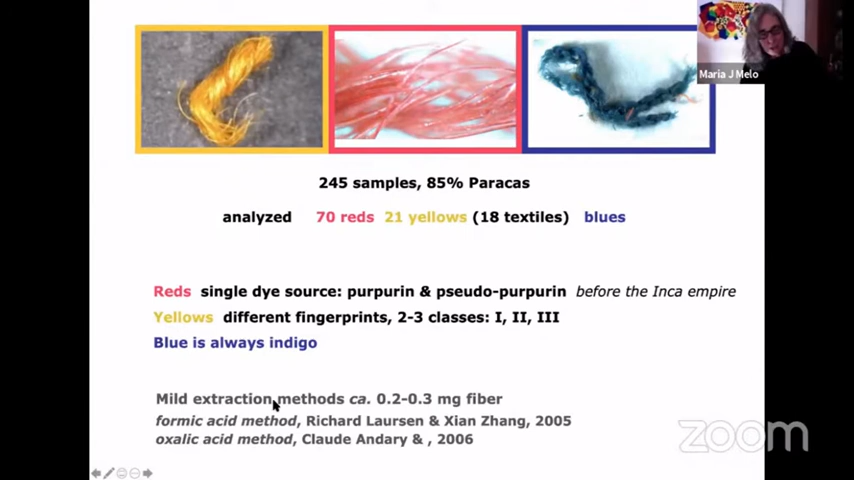 Maria J Melo
245 samples, 85% Paracas
analyzed 70 reds 21 yellows (18 textiles) blues
Reds single dye source: purpurin & pseudo-purpurin before the Inca empire
Yellows different fingerprints, 2-3 classes: I, II, III
Blue is always indigo
Mild extraction methods ca. 0.2-0.3 mg fiber
formic acid method, Richard Laursen & Xian Zhang, 2005
oxalic acid method, Claude Andary & , 2006
zoom